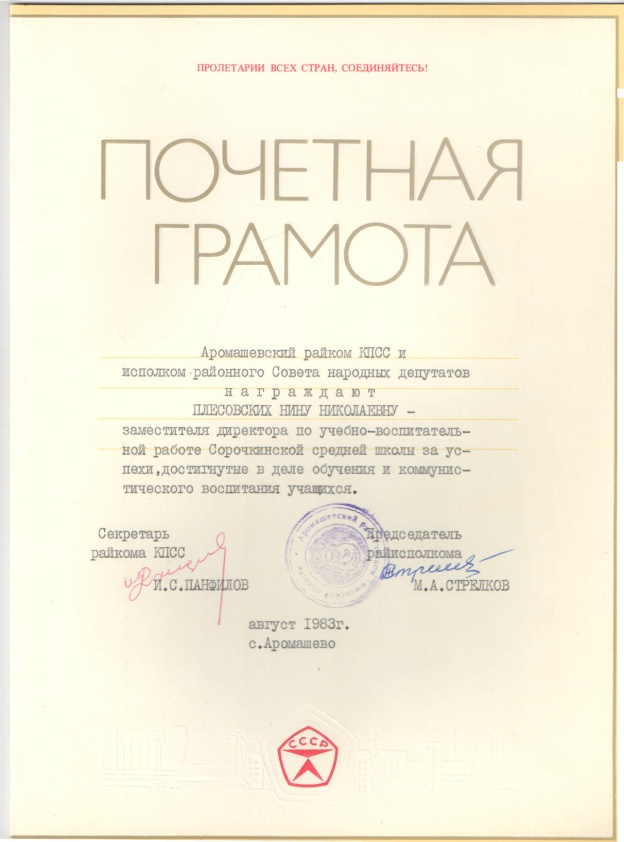 ПРОЛЕТАРИИ ВСЕХ СТРАН, СОЕДИНЯЙТЕСЬ!
ПОЧЕТНАЯ
ГРАМОТА
Аромашевский райком КПСС и
исполком районного Совета народных депутатов
н а г р а ж д а ю т
ПЛЕСОВСКИХ НИНУ НИКОЛАЕВНУ –
заместителя директора по учебно-воспитатель-
ной работе Сорочкинской средней школы за ус-
пехи,достигнутые в деле обучения и коммунис-
тического воспитания учащихся.
Секретарь Председатель
райкома КПСС райисполкома
И.С.ПАНФИЛОВ М.А.СТРЕЛКОВ
Аромашевский
август 1983г.
с.Аромашево
СССР